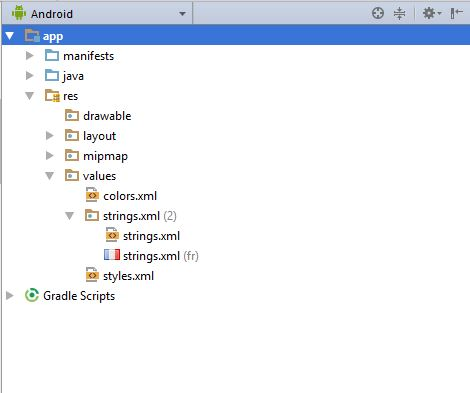 Android
app
manifests
java
res
drawable
layout
mipmap
values
colors.xml
strings.xml (2)
strings.xml
strings.xml (fr)
styles.xml
Gradle Scripts